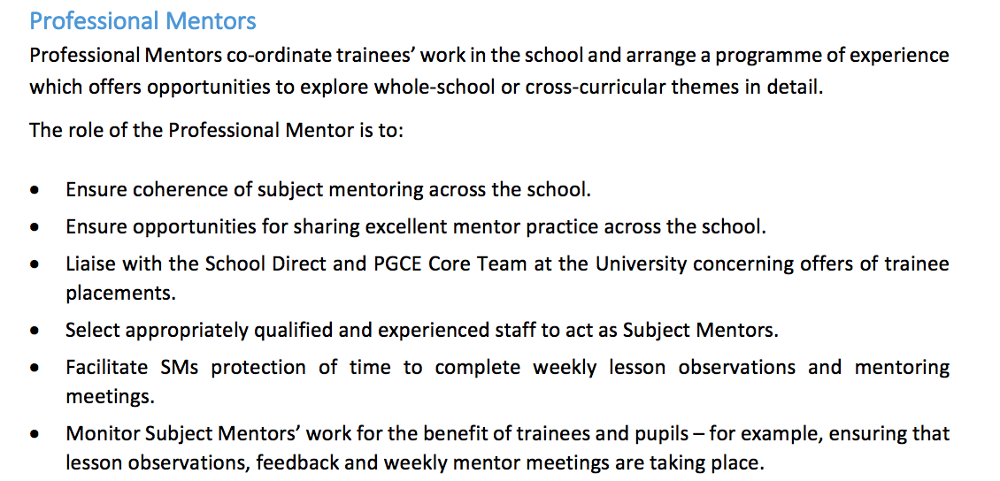 Professional Mentors
Professional Mentors co-ordinate trainees’ work in the school and arrange a programme of experience
which offers opportunities to explore whole-school or cross-curricular themes in detail.
The role of the Professional Mentor is to:
• Ensure coherence of subject mentoring across the school.
• Ensure opportunities for sharing excellent mentor practice across the school.
• Liaise with the School Direct and PGCE Core Team at the University concerning offers of trainee
placements.
• Select appropriately qualified and experienced staff to act as Subject Mentors.
• Facilitate SMs protection of time to complete weekly lesson observations and mentoring
meetings.
• Monitor Subject Mentors’ work for the benefit of trainees and pupils – for example, ensuring that
lesson observations, feedback and weekly mentor meetings are taking place.